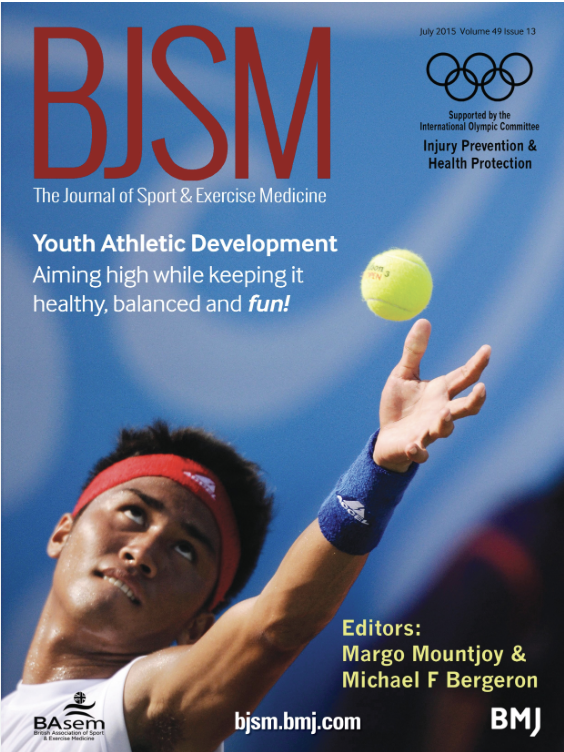 July 2015 Volume 49 Issue 13
BJSM
The Journal of Sport & Exercise Medicine
Supported by the
International Olympic Committee
Injury Prevention &
Health Protection
Youth Athletic Development
Aiming high while keeping it
healthy, balanced and fun!
Editors:
Margo Mountjoy &
Michael F Bergeron
BAsem
British Association of Sport
& Exercise Medicine
bjsm.bmj.com
BMJ